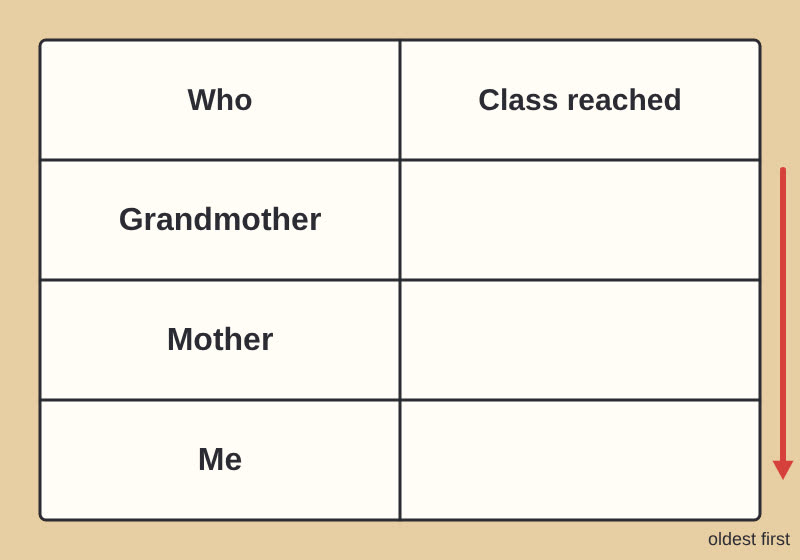 Who
Class reached
Grandmother
Mother
Me
oldest first